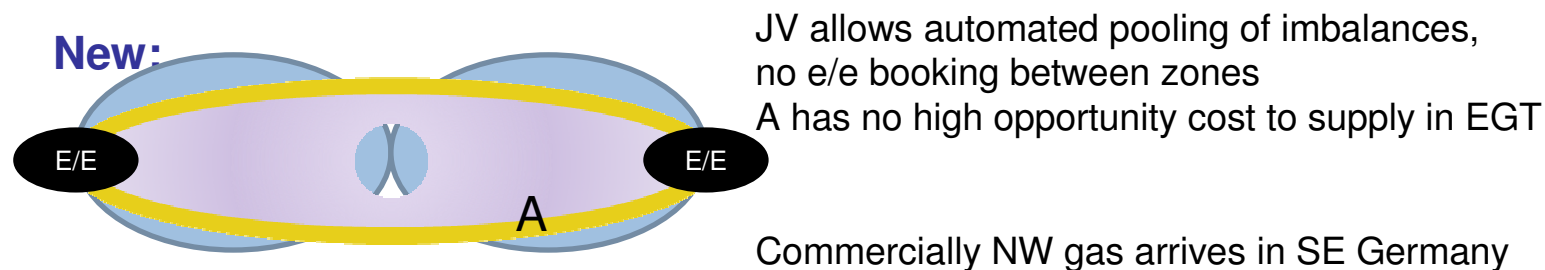 New:
JV allows automated pooling of imbalances,
no e/e booking between zones
A has no high opportunity cost to supply in EGT
E/E
E/E
A
Commercially NW gas arrives in SE Germany